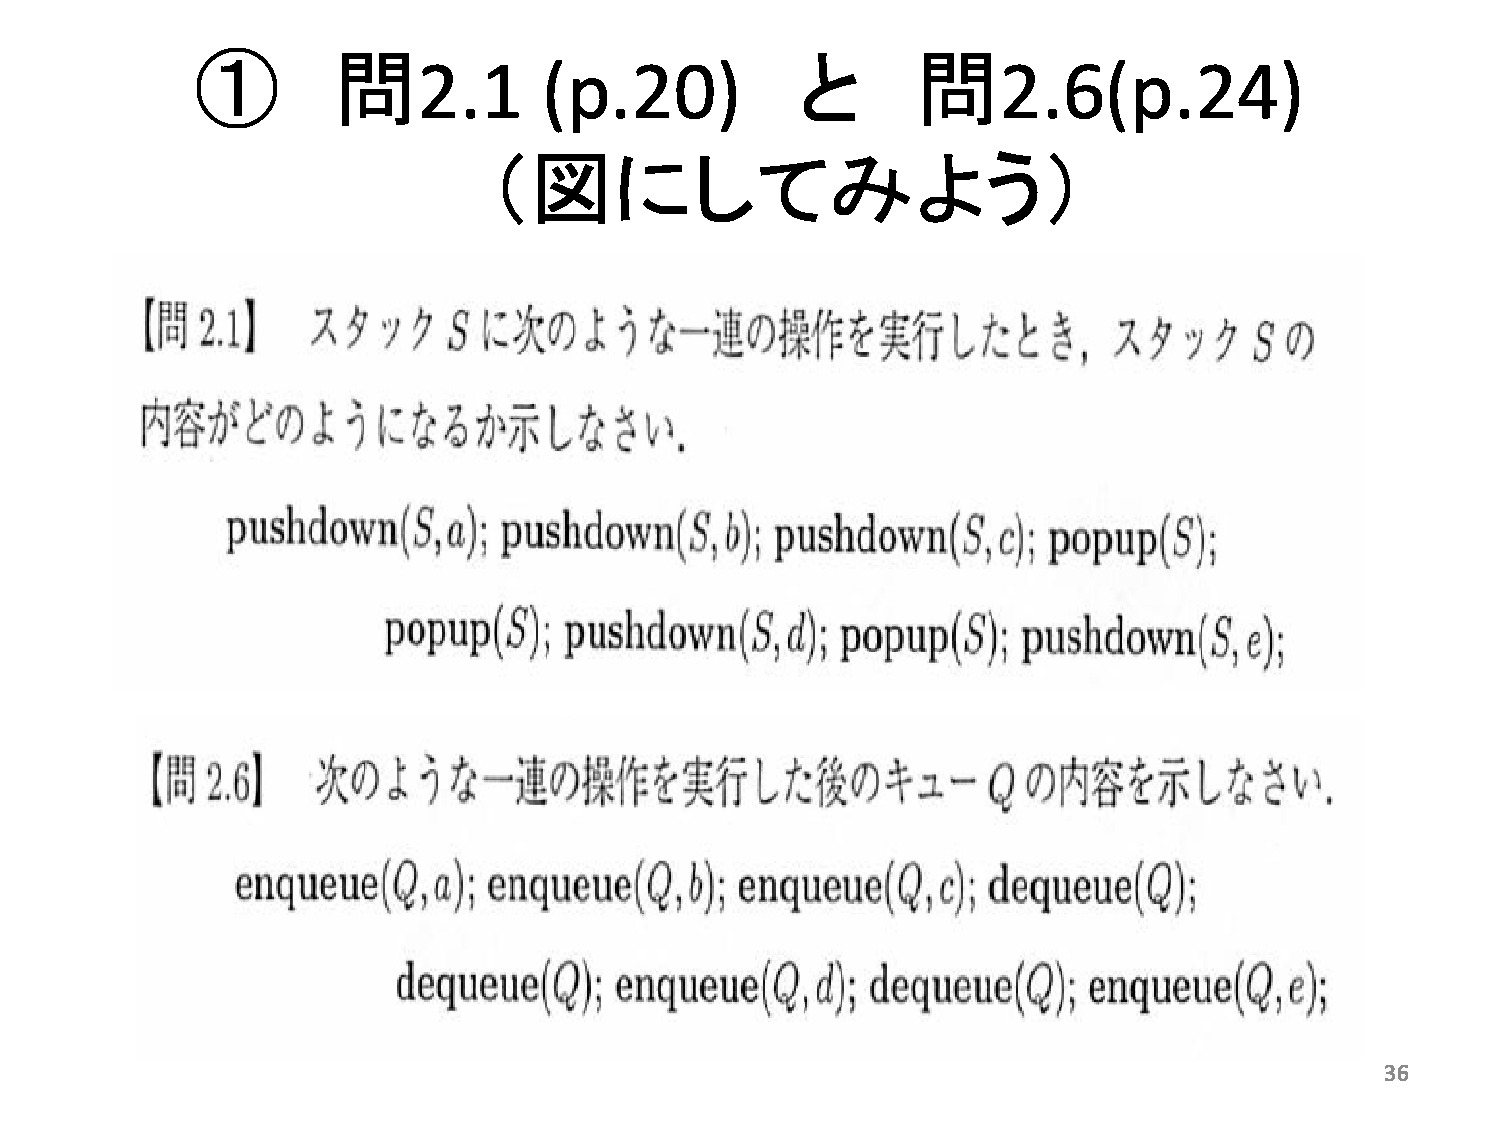 ①　問2.1 (p.20)　と　問2.6(p.24)
（図にしてみよう）
【問 2.1】　スタック S に次のような一連の操作を実行したとき，スタック S の
内容がどのようになるか示しなさい．
pushdown(S,a); pushdown(S,b); pushdown(S,c); popup(S);
popup(S); pushdown(S,d); popup(S); pushdown(S,e);
【問 2.6】　次のような一連の操作を実行した後のキュー Q の内容を示しなさい．
enqueue(Q,a); enqueue(Q,b); enqueue(Q,c); dequeue(Q);
dequeue(Q); enqueue(Q,d); dequeue(Q); enqueue(Q,e);
36